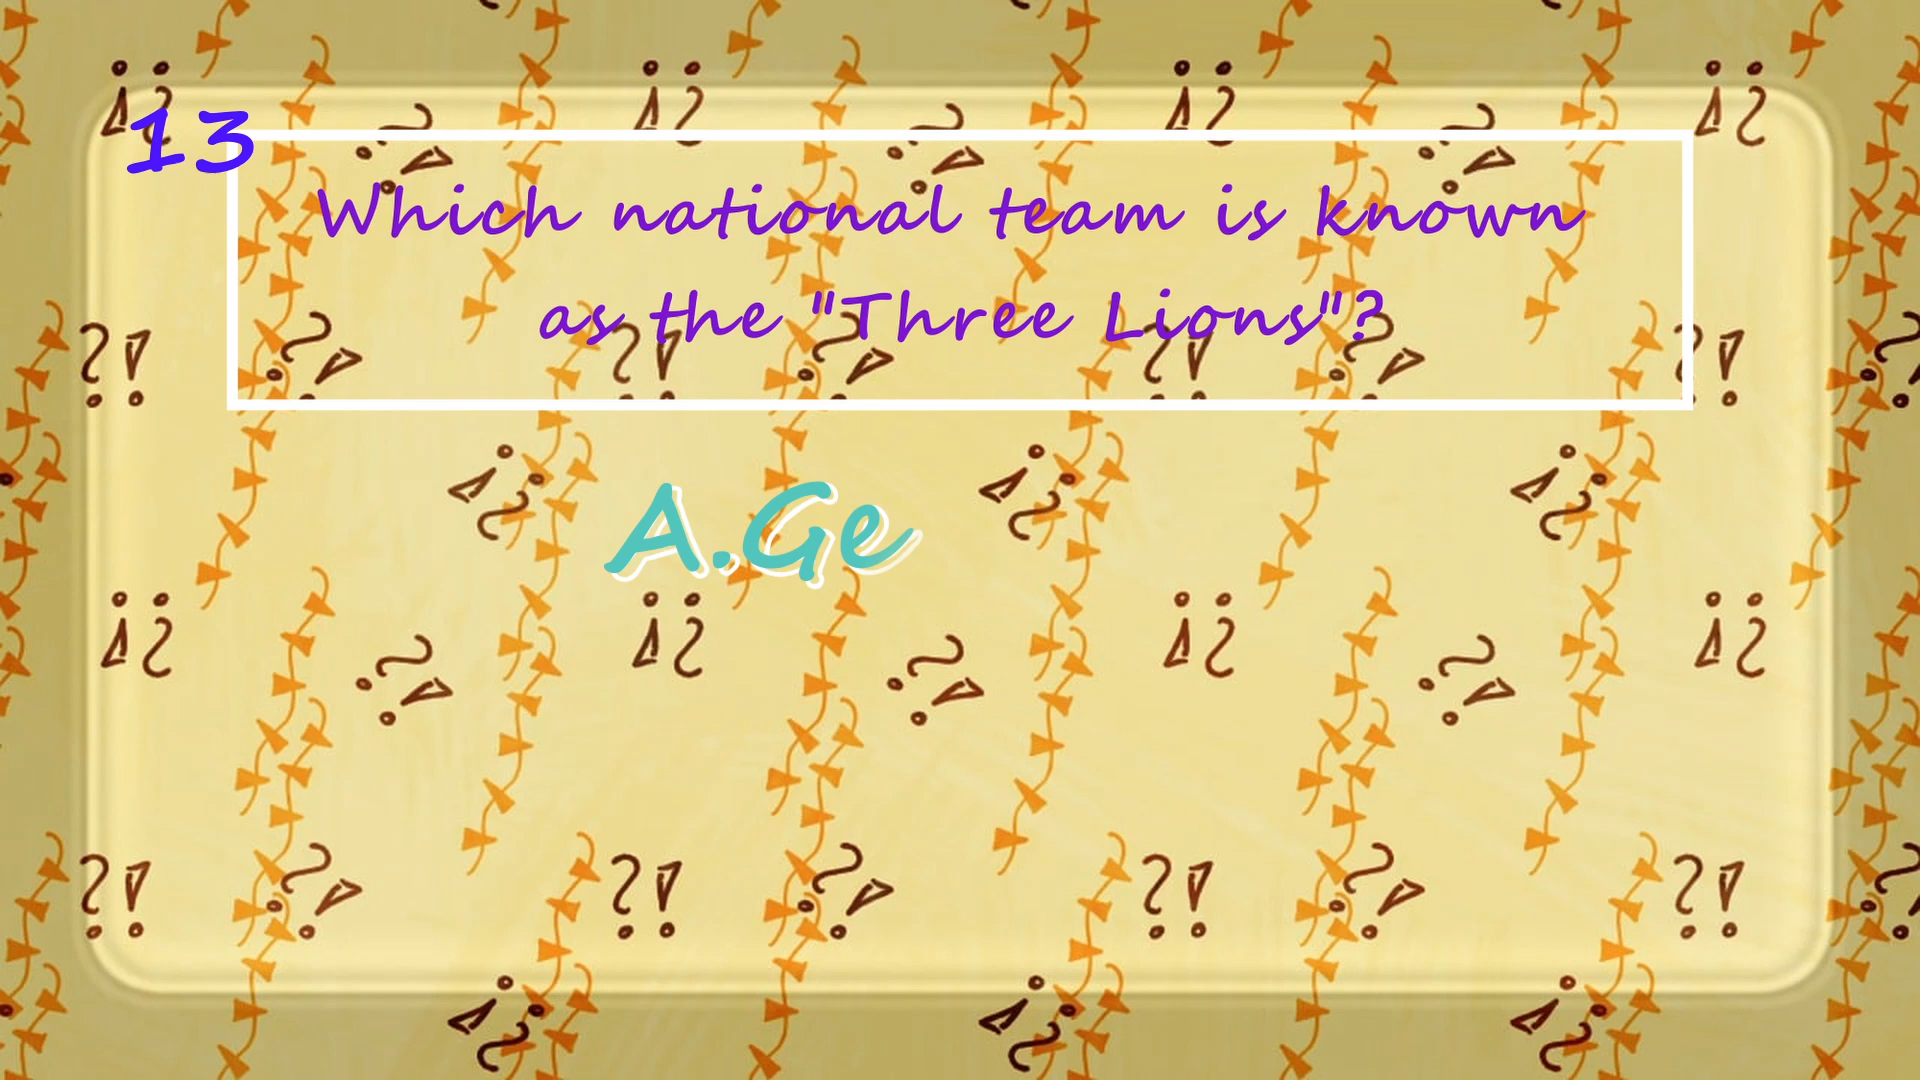 13
Which national team is known
as the "Three Lions"?
A.Ge